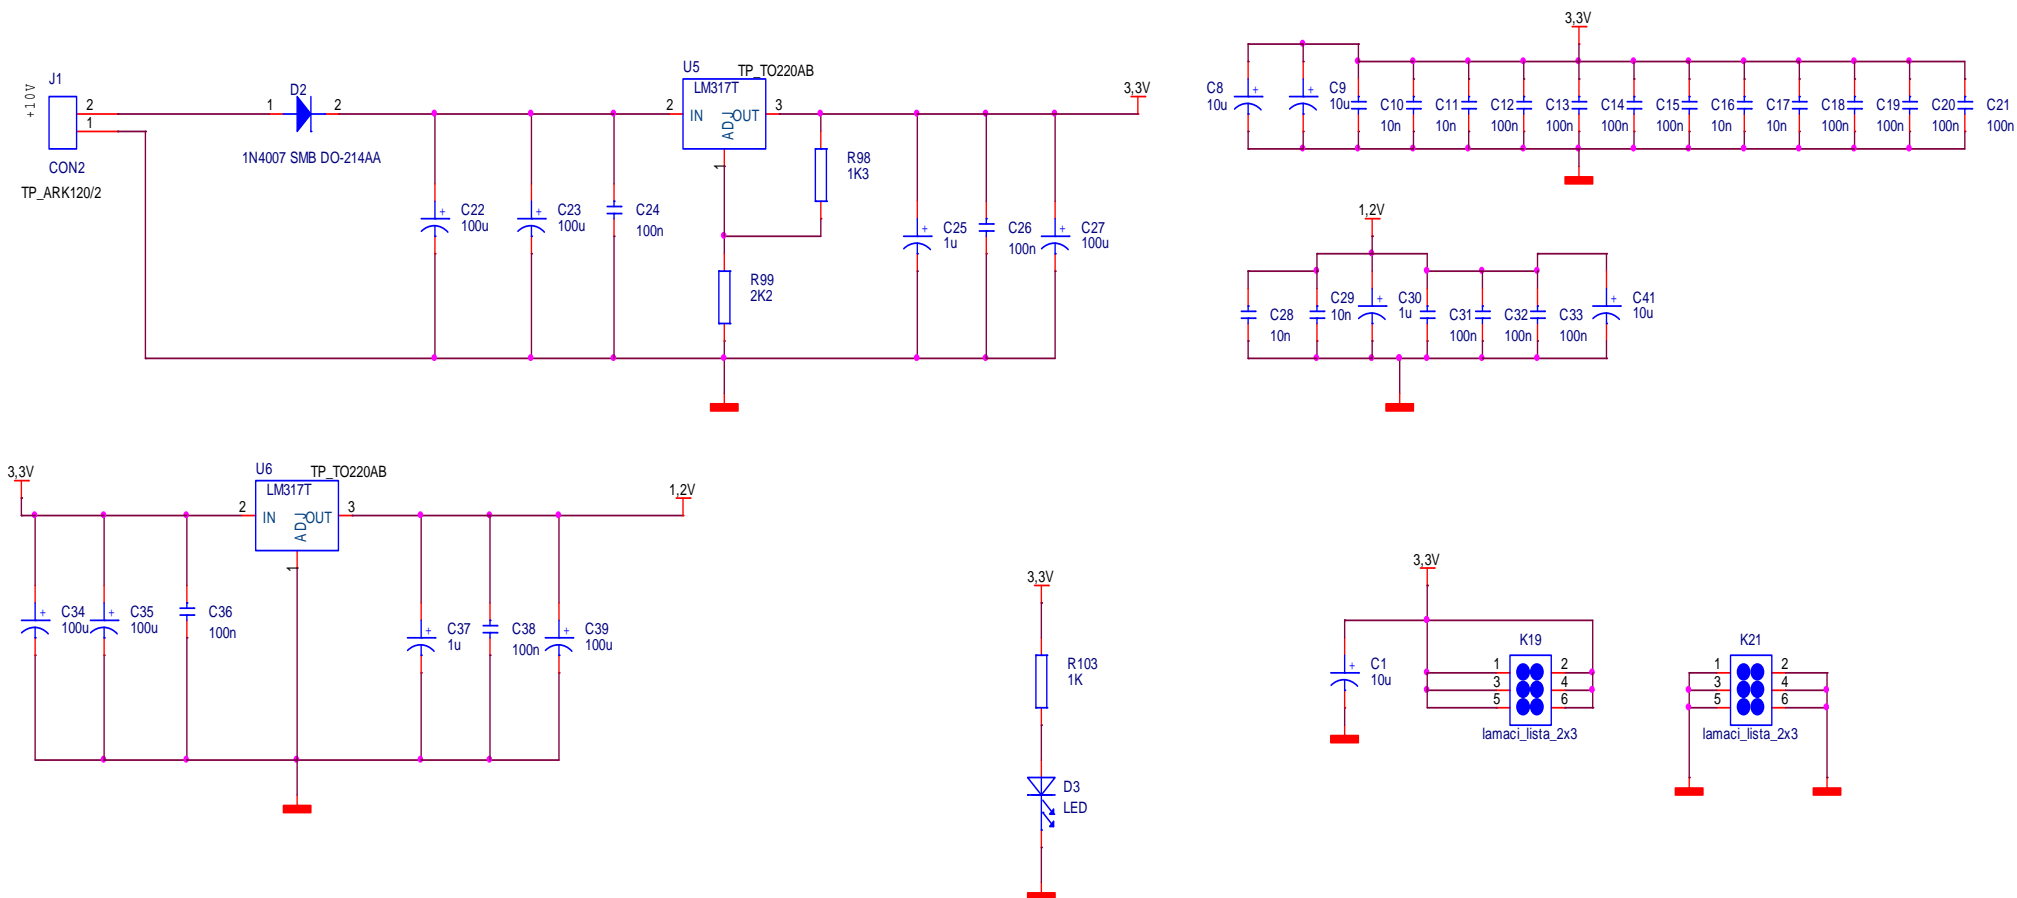 J1
+10V
2
1
CON2
TP_ARK120/2
D2
1
2
1N4007 SMB DO-214AA
C22
100u
C23
100u
C24
100n
U5
TP_TO220AB
LM317T
2
IN
OUT
ADJ
3
1
R98
1K3
R99
2K2
C25
1u
C26
100n
C27
100u
3,3V
3,3V
C8
10u
C9
10u
C10
10n
C11
10n
C12
100n
C13
100n
C14
100n
C15
100n
C16
10n
C17
10n
C18
100n
C19
100n
C20
100n
C21
100n
1,2V
C28
10n
C29
10n
C30
1u
C31
100n
C32
100n
C33
100n
C41
10u
3,3V
C34
100u
C35
100u
C36
100n
U6
TP_TO220AB
LM317T
2
IN
OUT
ADJ
3
1
C37
1u
C38
100n
C39
100u
1,2V
3,3V
R103
1K
D3
LED
3,3V
C1
10u
K19
1
2
3
4
5
6
lamaci_lista_2x3
K21
1
2
3
4
5
6
lamaci_lista_2x3